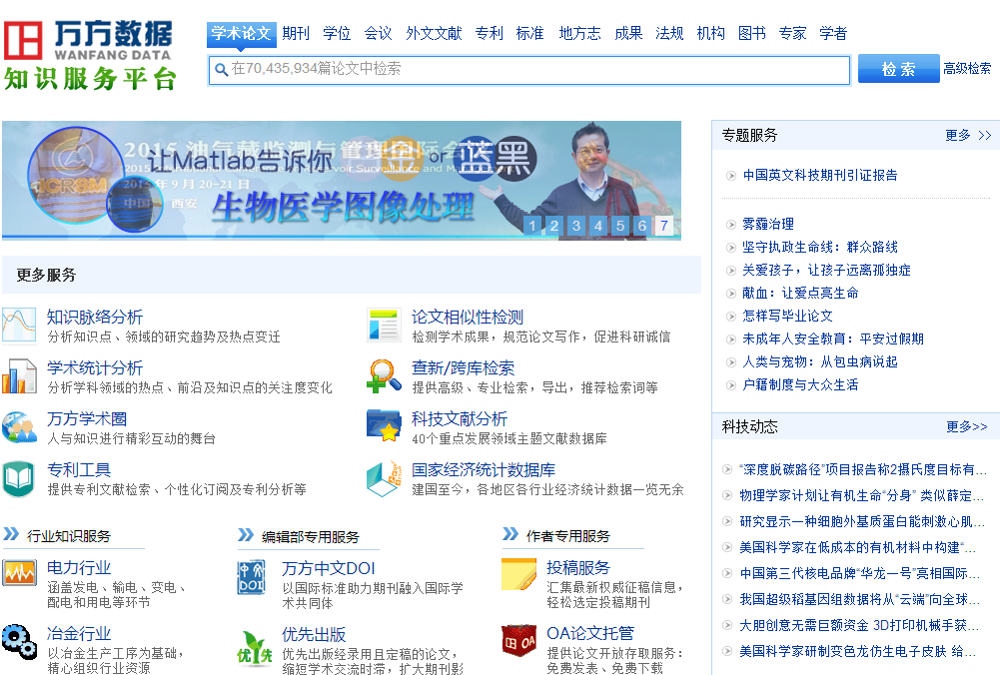 万方数据
WANFANG DATA
知识服务平台
学术论文 期刊 学位 会议 外文文献 专利 标准 地方志 成果 法规 机构 图书 专家 学者
在70,435,934篇论文中检索
检 索
高级检索
2015 油气藏监测与管理国际会
让Matlab告诉你 金 or 蓝黑
2015年9月20-21日
中国 西安
生物医学图像处理
1 2 3 4 5 6 7
更多服务
知识脉络分析
分析知识点、领域的研究趋势及热点变迁
论文相似性检测
检测学术成果，规范论文写作，促进科研诚信
学术统计分析
分析学科领域的热点、前沿及知识点的关注度变化
查新/跨库检索
提供高级、专业检索，导出，推荐检索词等
万方学术圈
人与知识进行精彩互动的舞台
科技文献分析
40个重点发展领域主题文献数据库
专利工具
提供专利文献检索、个性化订阅及专利分析等
国家经济统计数据库
建国至今，各地区各行业经济统计数据一览无余
行业知识服务
电力行业
涵盖发电、输电、变电、
配电和用电等环节
冶金行业
以冶金生产工序为基础，
精心组织行业资源
编辑部专用服务
中文
DOI
万方中文DOI
以国际标准助力期刊融入国际学
术共同体
优先
优先出版
优先出版经录用且定稿的论文，
缩短学术交流时滞，扩大期刊影
作者专用服务
投稿服务
汇集最新权威征稿信息，
轻松选定投稿期刊
OA论文托管
提供论文开放存取服务：
免费发表、免费下载
专题服务 更多 >>
中国英文科技期刊引证报告
雾霾治理
坚守执政生命线：群众路线
关爱孩子，让孩子远离孤独症
献血：让爱点亮生命
怎样写毕业论文
未成年人安全教育：平安过假期
人类与宠物：从包虫病说起
户籍制度与大众生活
科技动态 更多>>
“深度脱碳路径”项目报告称2摄氏度目标有...
物理学家计划让有机生命“分身” 类似薛定...
研究显示一种细胞外基质蛋白能刺激心肌...
美国科学家在低成本的有机材料中构建“...
中国第三代核电品牌“华龙一号”亮相国际...
我国超级稻基因组数据将从“云端”向全球...
大胆创意无需巨额资金 3D打印机械手获...
美国科学家研制变色龙仿生电子皮肤 给...